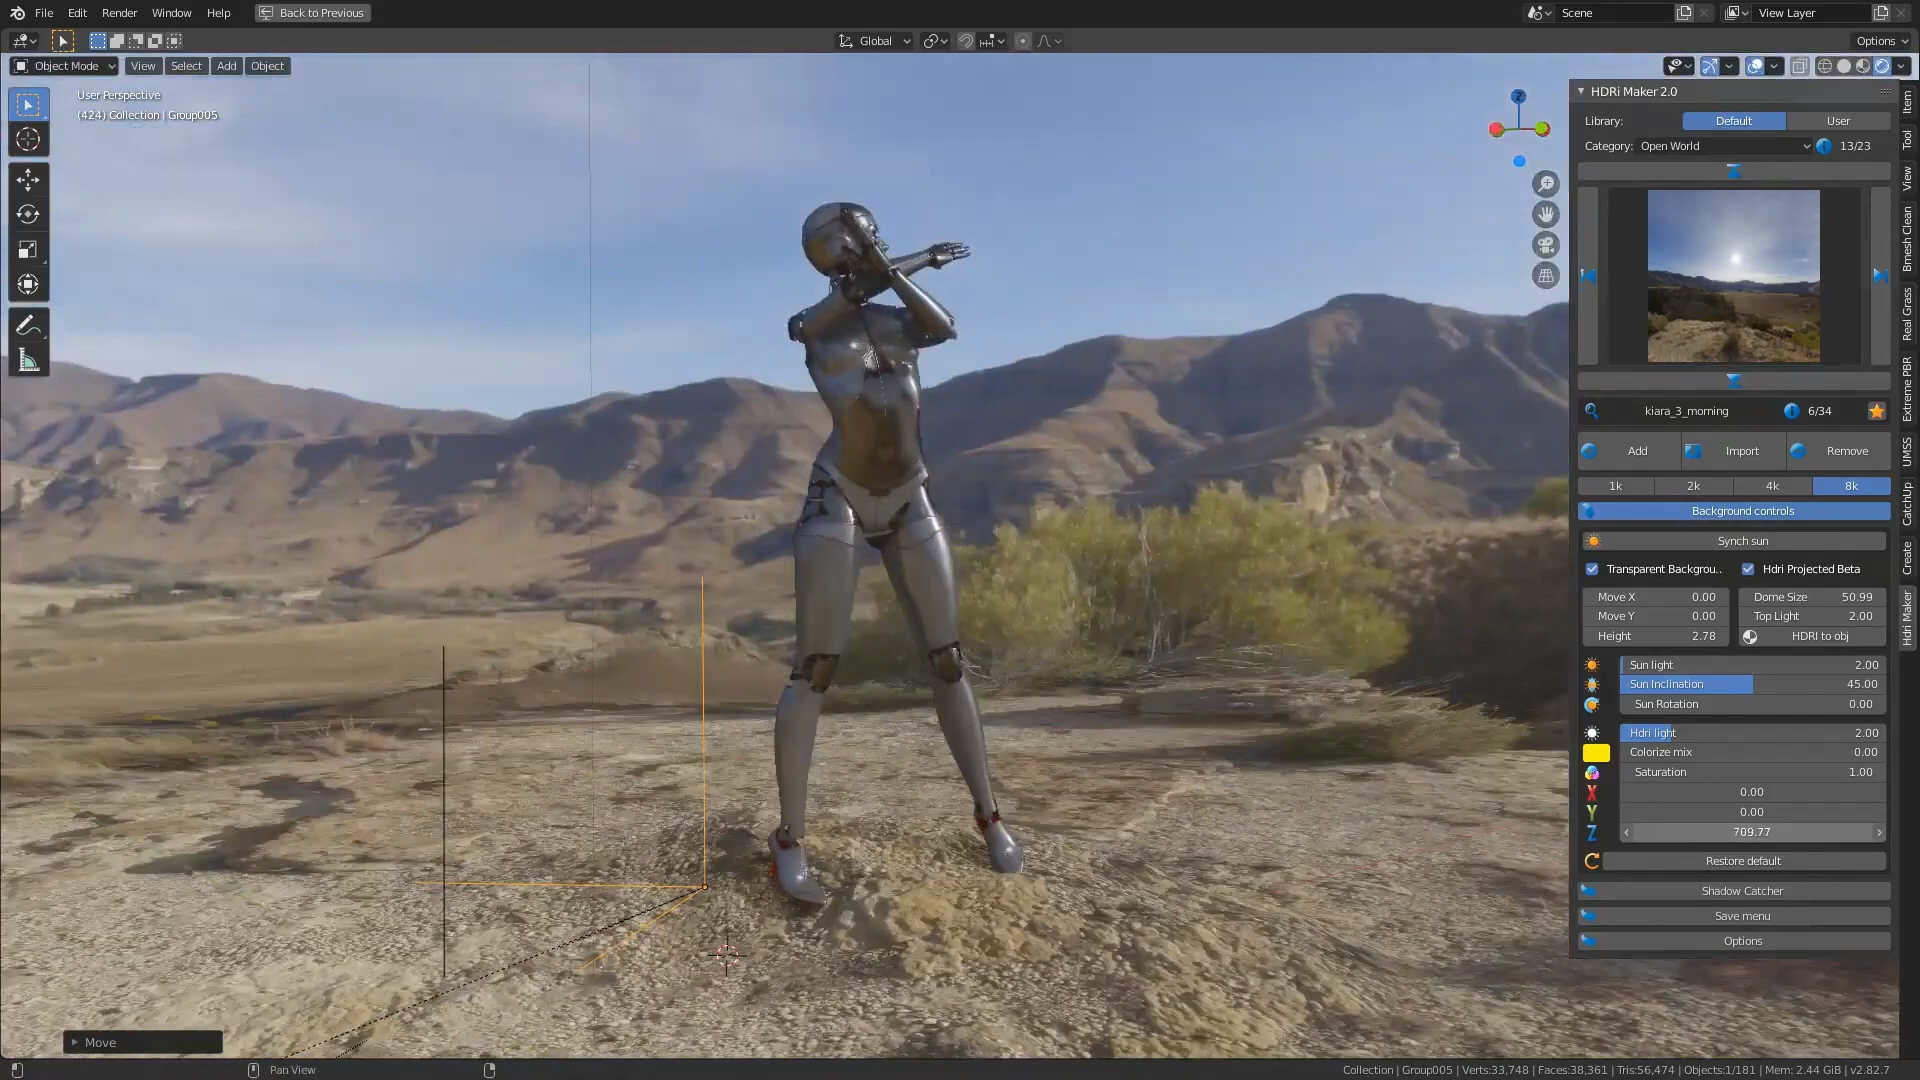 File Edit Render Window Help Back to Previous Scene View Layer
Global Options
Object Mode View Select Add Object
User Perspective
(424) Collection | Group005
Z
HDRi Maker 2.0
Library: Default User
Category: Open World 13/23
kiara_3_morning 6/34
Add Import Remove
1k 2k 4k 8k
Background controls
Synch sun
Transparent Backgrou.. Hdri Projected Beta
Move X 0.00 Dome Size 50.99
Move Y 0.00 Top Light 2.00
Height 2.78 HDRI to obj
Sun light 2.00
Sun Inclination 45.00
Sun Rotation 0.00
Hdri light 2.00
Colorize mix 0.00
Saturation 1.00
X 0.00
Y 0.00
Z 709.77
Restore default
Shadow Catcher
Save menu
Options
Item
Tool
View
Bmesh Clean
Real Grass
Extreme PBR
UMSS
CatchUp
Create
Hdri Maker
Move
Pan View
Collection | Group005 | Verts:33,748 | Faces:38,361 | Tris:56,474 | Objects:1/181 | Mem: 2.44 GiB | v2.82.7